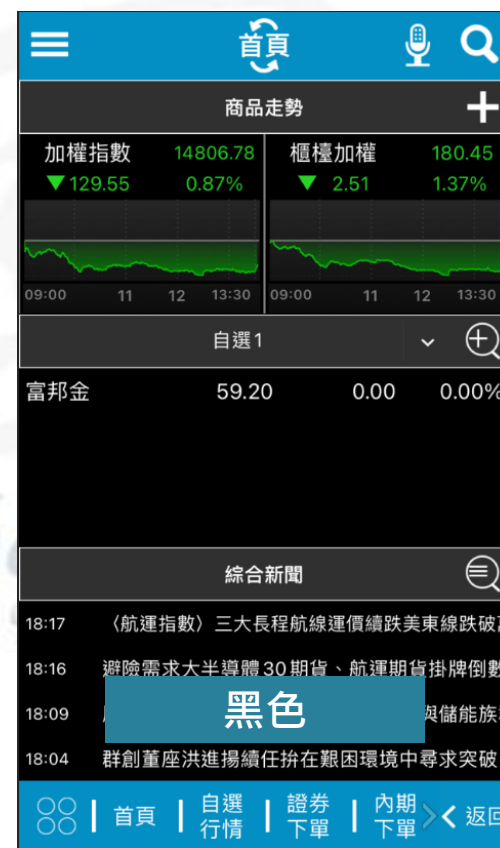 首頁
商品走勢
加權指數 14806.78 櫃檯加權 180.45
▼129.55 0.87% ▼ 2.51 1.37%
09:00 11 12 13:30 09:00 11 12 13:30
自選1
富邦金 59.20 0.00 0.00%
綜合新聞
18:17 〈航運指數〉三大長程航線運價續跌美東線跌破
18:16 避險需求大半導體30期貨、航運期貨掛牌倒數
黑色
18:09 與儲能族
18:04 群創董座洪進揚續任拚在艱困環境中尋求突破
首頁 自選 證券 內期 返回
行情 下單 下單